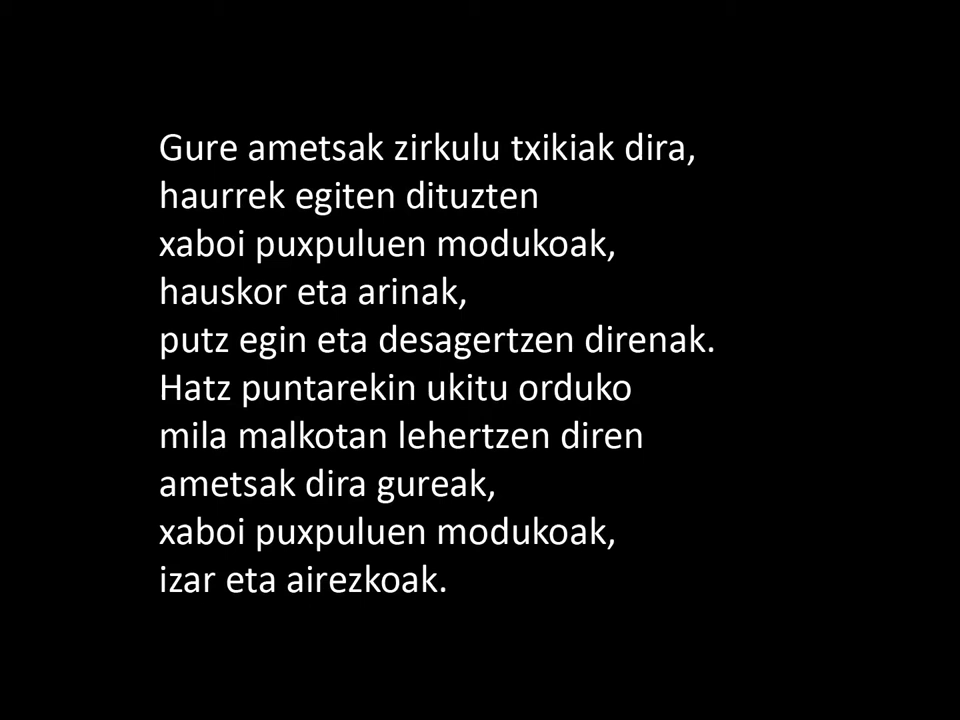 Gure ametsak zirkulu txikiak dira,
haurrek egiten dituzten
xaboi puxpuluen modukoak,
hauskor eta arinak,
putz egin eta desagertzen direnak.
Hatz puntarekin ukitu orduko
mila malkotan lehertzen diren
ametsak dira gureak,
xaboi puxpuluen modukoak,
izar eta airezkoak.